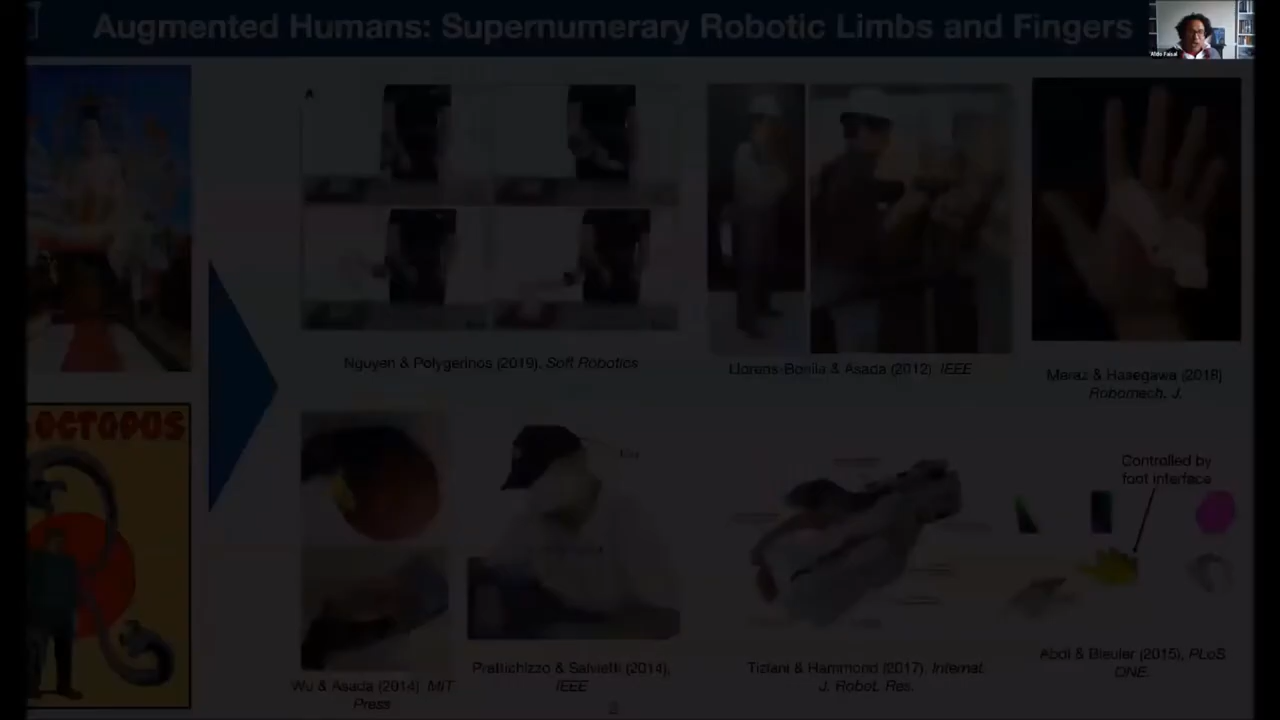 Augmented Humans: Supernumerary Robotic Limbs and Fingers
Aldo Faisal
A
Nguyen & Polygerinos (2019), Soft Robotics
Llorens-Bonilla & Asada (2012) IEEE
Meraz & Hasegawa (2018)
Robomech. J.
OCTOPUS
Controlled by
foot interface
Wu & Asada (2014) MIT
Press
Prattichizzo & Salvietti (2014),
IEEE
Tiziani & Hammond (2017), Internat.
J. Robot. Res.
Abdi & Bleuler (2015), PLoS
ONE.